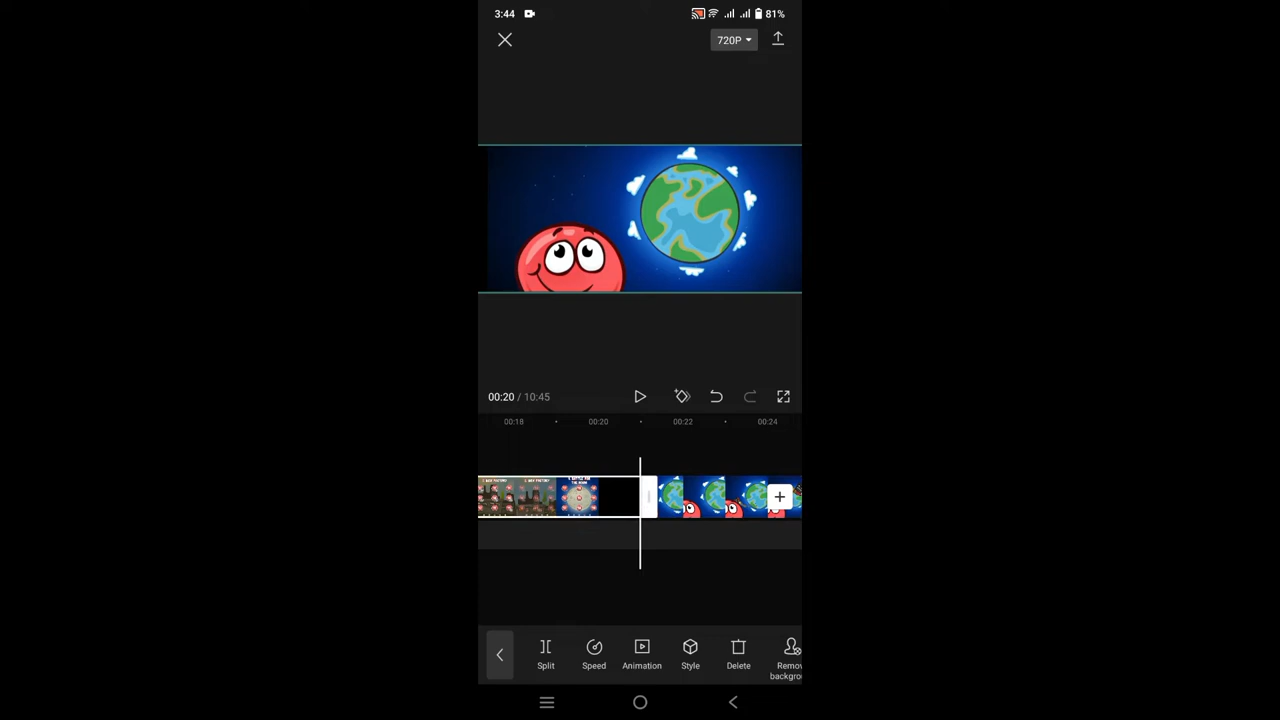 3:44 81%
720P
00:20 / 10:45
00:18 00:20 00:22 00:24
Split Speed Animation Style Delete Remov
backgrou